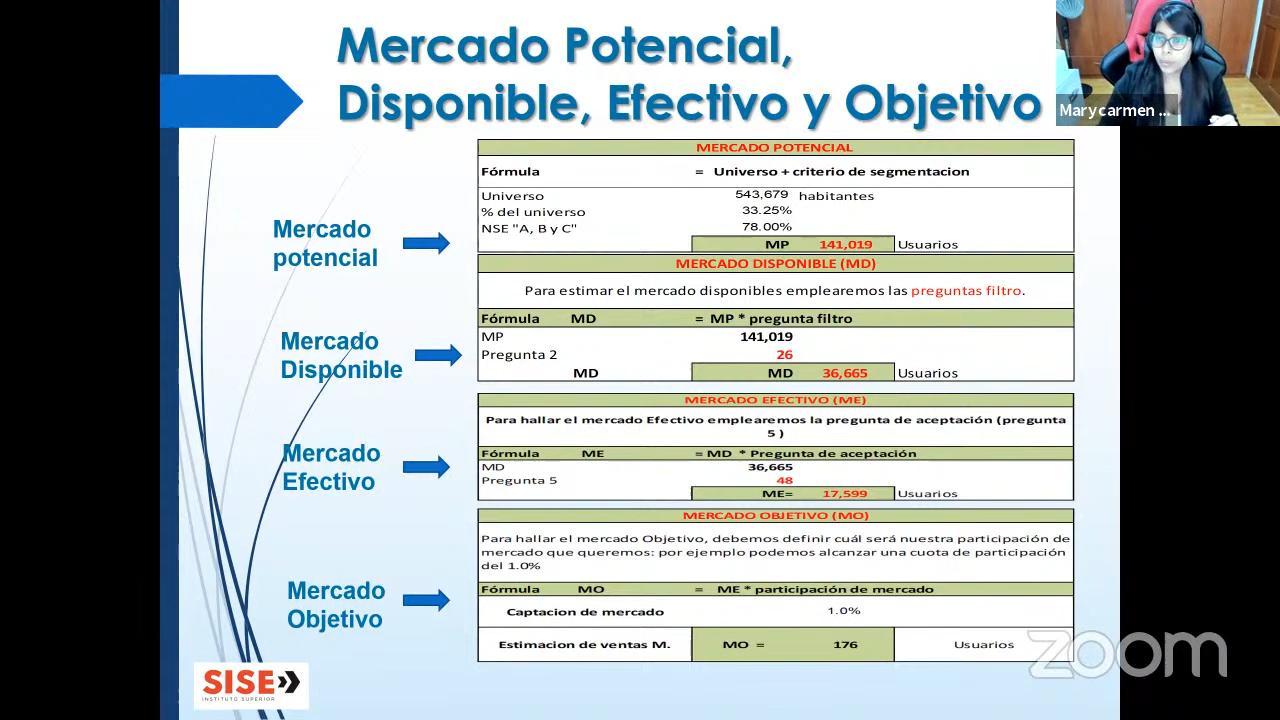 Mercado Potencial,
Disponible, Efectivo y Objetivo
Marycarmen ...
MERCADO POTENCIAL
Fórmula = Universo + criterio de segmentacion
Universo 543,679 habitantes
% del universo 33.25%
NSE "A, B y C" 78.00%
MP 141,019 Usuarios
Mercado
potencial
MERCADO DISPONIBLE (MD)
Para estimar el mercado disponibles emplearemos las preguntas filtro.
Fórmula MD = MP * pregunta filtro
MP 141,019
Pregunta 2 26
MD MD 36,665 Usuarios
Mercado
Disponible
MERCADO EFECTIVO (ME)
Para hallar el mercado Efectivo emplearemos la pregunta de aceptación (pregunta
5 )
Fórmula ME = MD * Pregunta de aceptación
MD 36,665
Pregunta 5 48
ME= 17,599 Usuarios
Mercado
Efectivo
MERCADO OBJETIVO (MO)
Para hallar el mercado Objetivo, debemos definir cuál será nuestra participación de
mercado que queremos: por ejemplo podemos alcanzar una cuota de participación
del 1.0%
Fórmula MO = ME * participación de mercado
Captacion de mercado 1.0%
Estimacion de ventas M. MO = 176 Usuarios
Mercado
Objetivo
SISE
INSTITUTO SUPERIOR
zoom